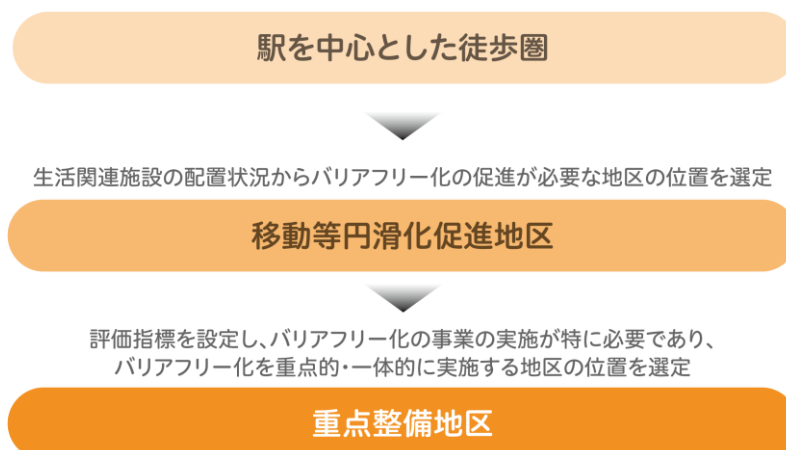 駅を中心とした徒歩圏
生活関連施設の配置状況からバリアフリー化の促進が必要な地区の位置を選定
移動等円滑化促進地区
評価指標を設定し、バリアフリー化の事業の実施が特に必要であり、
バリアフリー化を重点的・一体的に実施する地区の位置を選定
重点整備地区